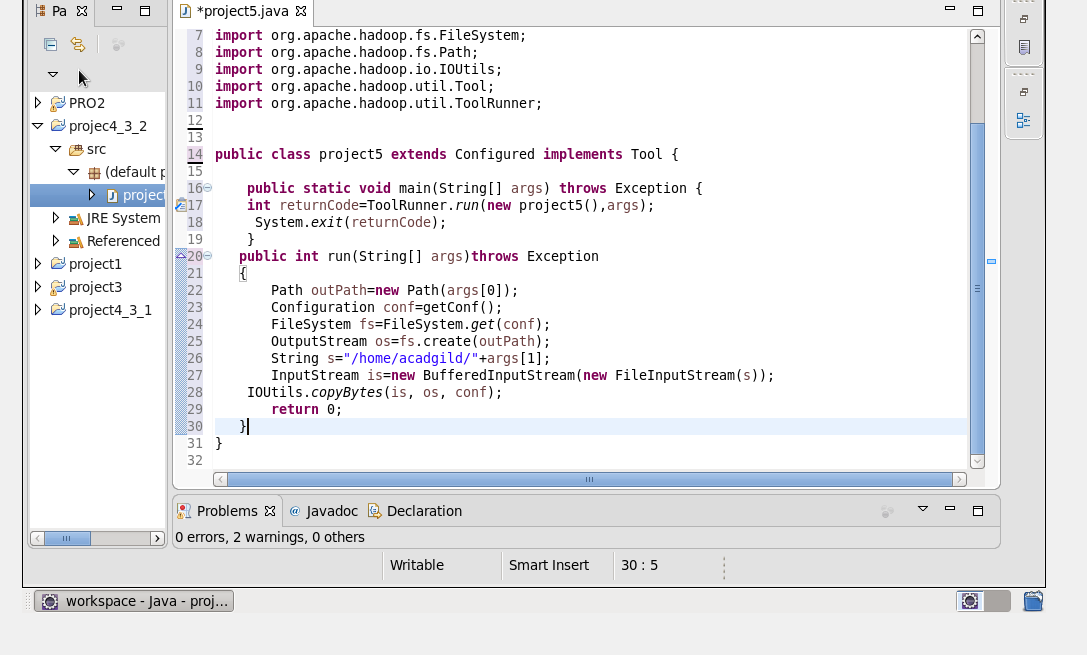 Pa
*project5.java
PRO2
projec4_3_2
src
(default p
project
JRE System
Referenced
project1
project3
project4_3_1
7 import org.apache.hadoop.fs.FileSystem;
8 import org.apache.hadoop.fs.Path;
9 import org.apache.hadoop.io.IOUtils;
10 import org.apache.hadoop.util.Tool;
11 import org.apache.hadoop.util.ToolRunner;
12
13
14 public class project5 extends Configured implements Tool {
15
16 public static void main(String[] args) throws Exception {
17 int returnCode=ToolRunner.run(new project5(),args);
18 System.exit(returnCode);
19 }
20 public int run(String[] args)throws Exception
21 {
22 Path outPath=new Path(args[0]);
23 Configuration conf=getConf();
24 FileSystem fs=FileSystem.get(conf);
25 OutputStream os=fs.create(outPath);
26 String s="/home/acadgild/"+args[1];
27 InputStream is=new BufferedInputStream(new FileInputStream(s));
28 IOUtils.copyBytes(is, os, conf);
29 return 0;
30 }
31 }
32
Problems @ Javadoc Declaration
0 errors, 2 warnings, 0 others
Writable Smart Insert 30 : 5
workspace - Java - proj...